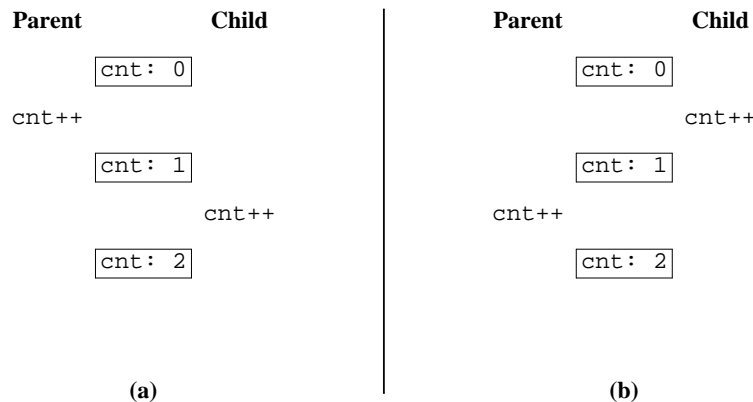 Parent Child
cnt: 0
cnt++
cnt: 1
cnt++
cnt: 2
(a)
Parent Child
cnt: 0
cnt++
cnt: 1
cnt++
cnt: 2
(b)